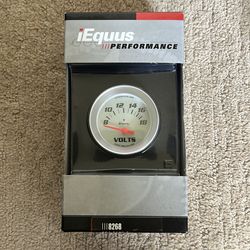 iEquus
PERFORMANCE
8 10 12 14 16 18
VOLTS
8268